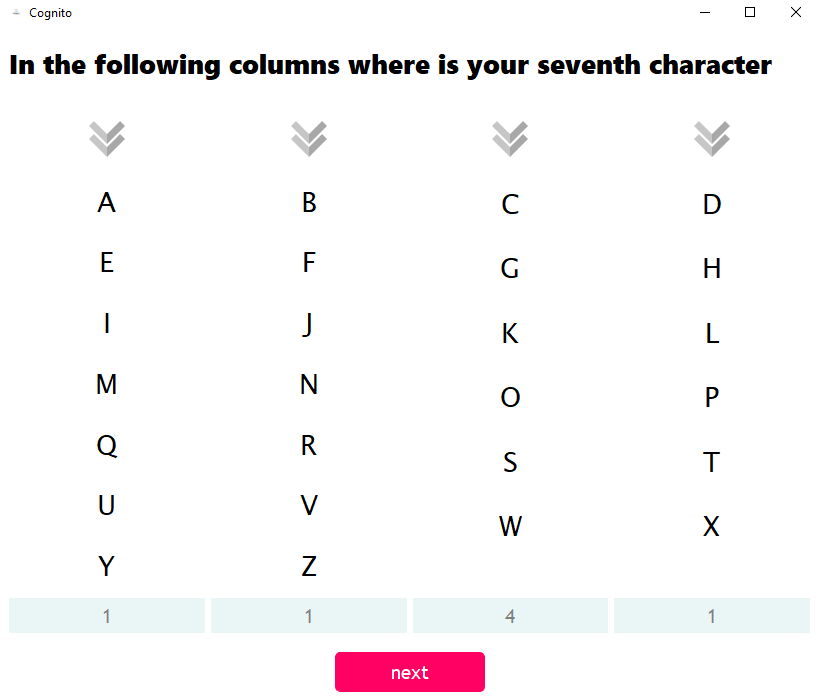 Cognito
In the following columns where is your seventh character
A B C D
E F G H
I J K L
M N O P
Q R S T
U V W X
Y Z
1 1 4 1
next